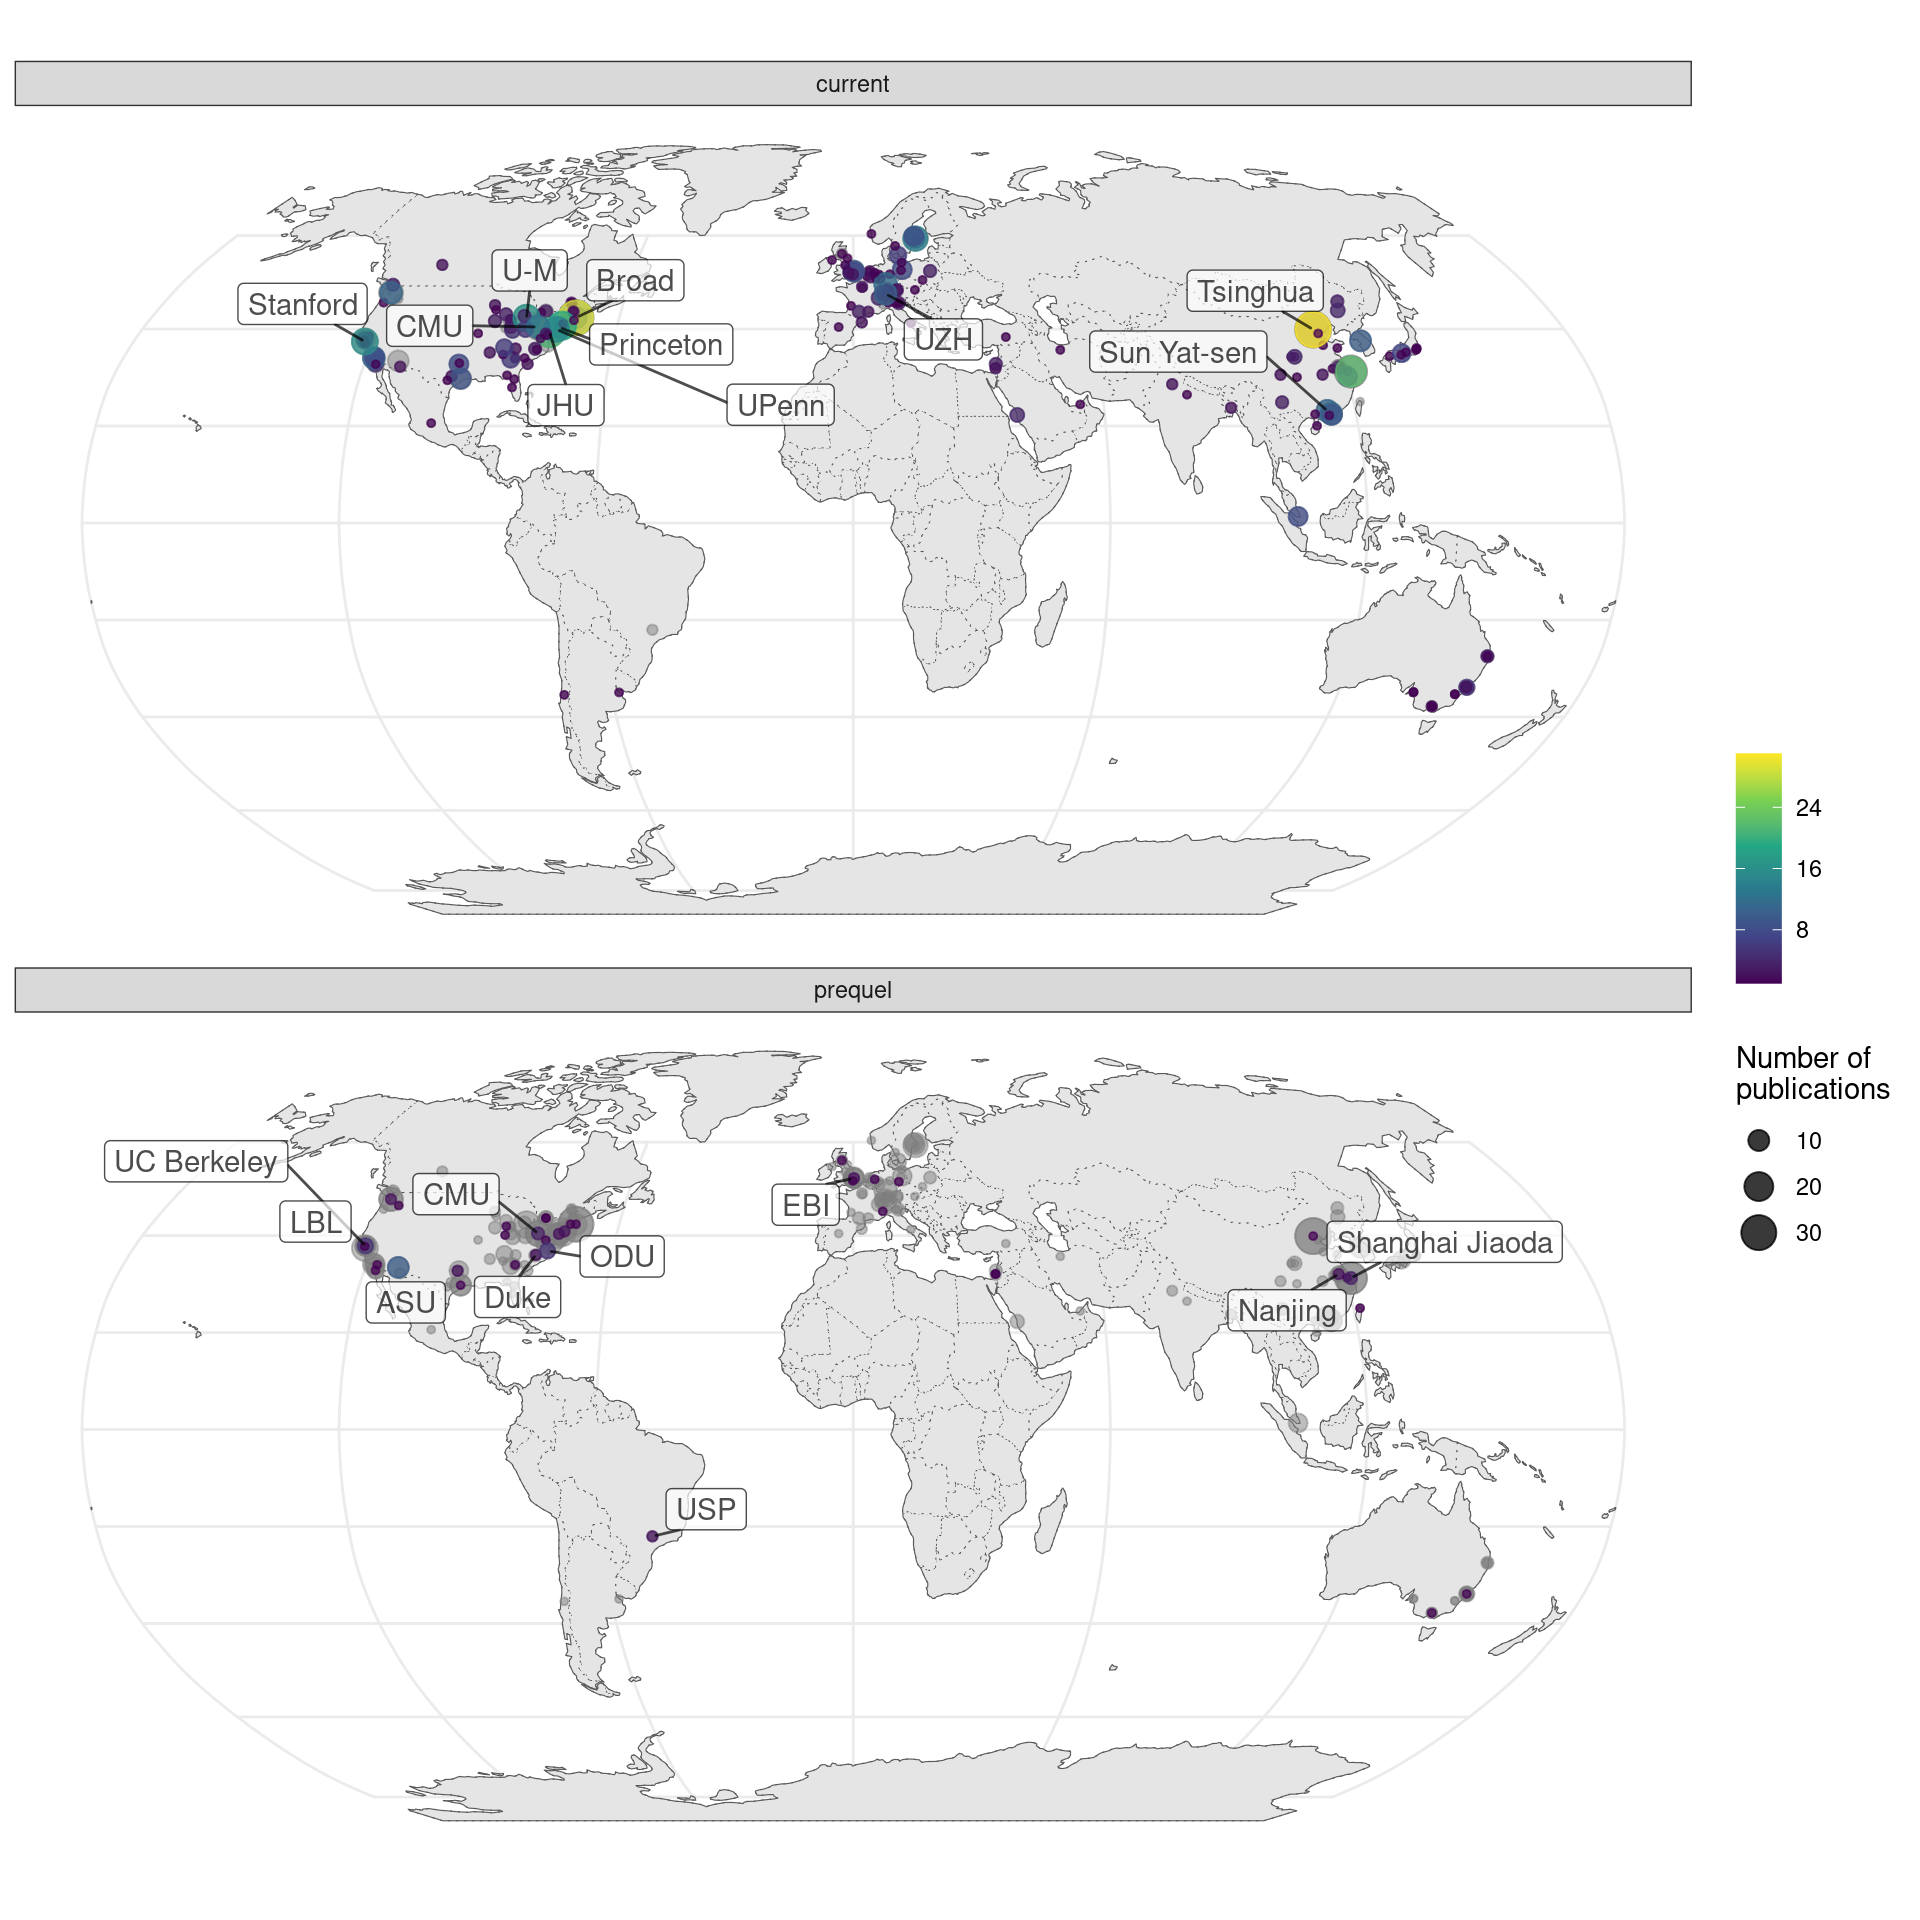 current
U-M
Broad
Stanford
CMU
Princeton
JHU
UPenn
UZH
Tsinghua
Sun Yat-sen
24
16
8
prequel
Number of
publications
10
20
30
UC Berkeley
LBL
CMU
ODU
ASU
Duke
EBI
Shanghai Jiaoda
Nanjing
USP